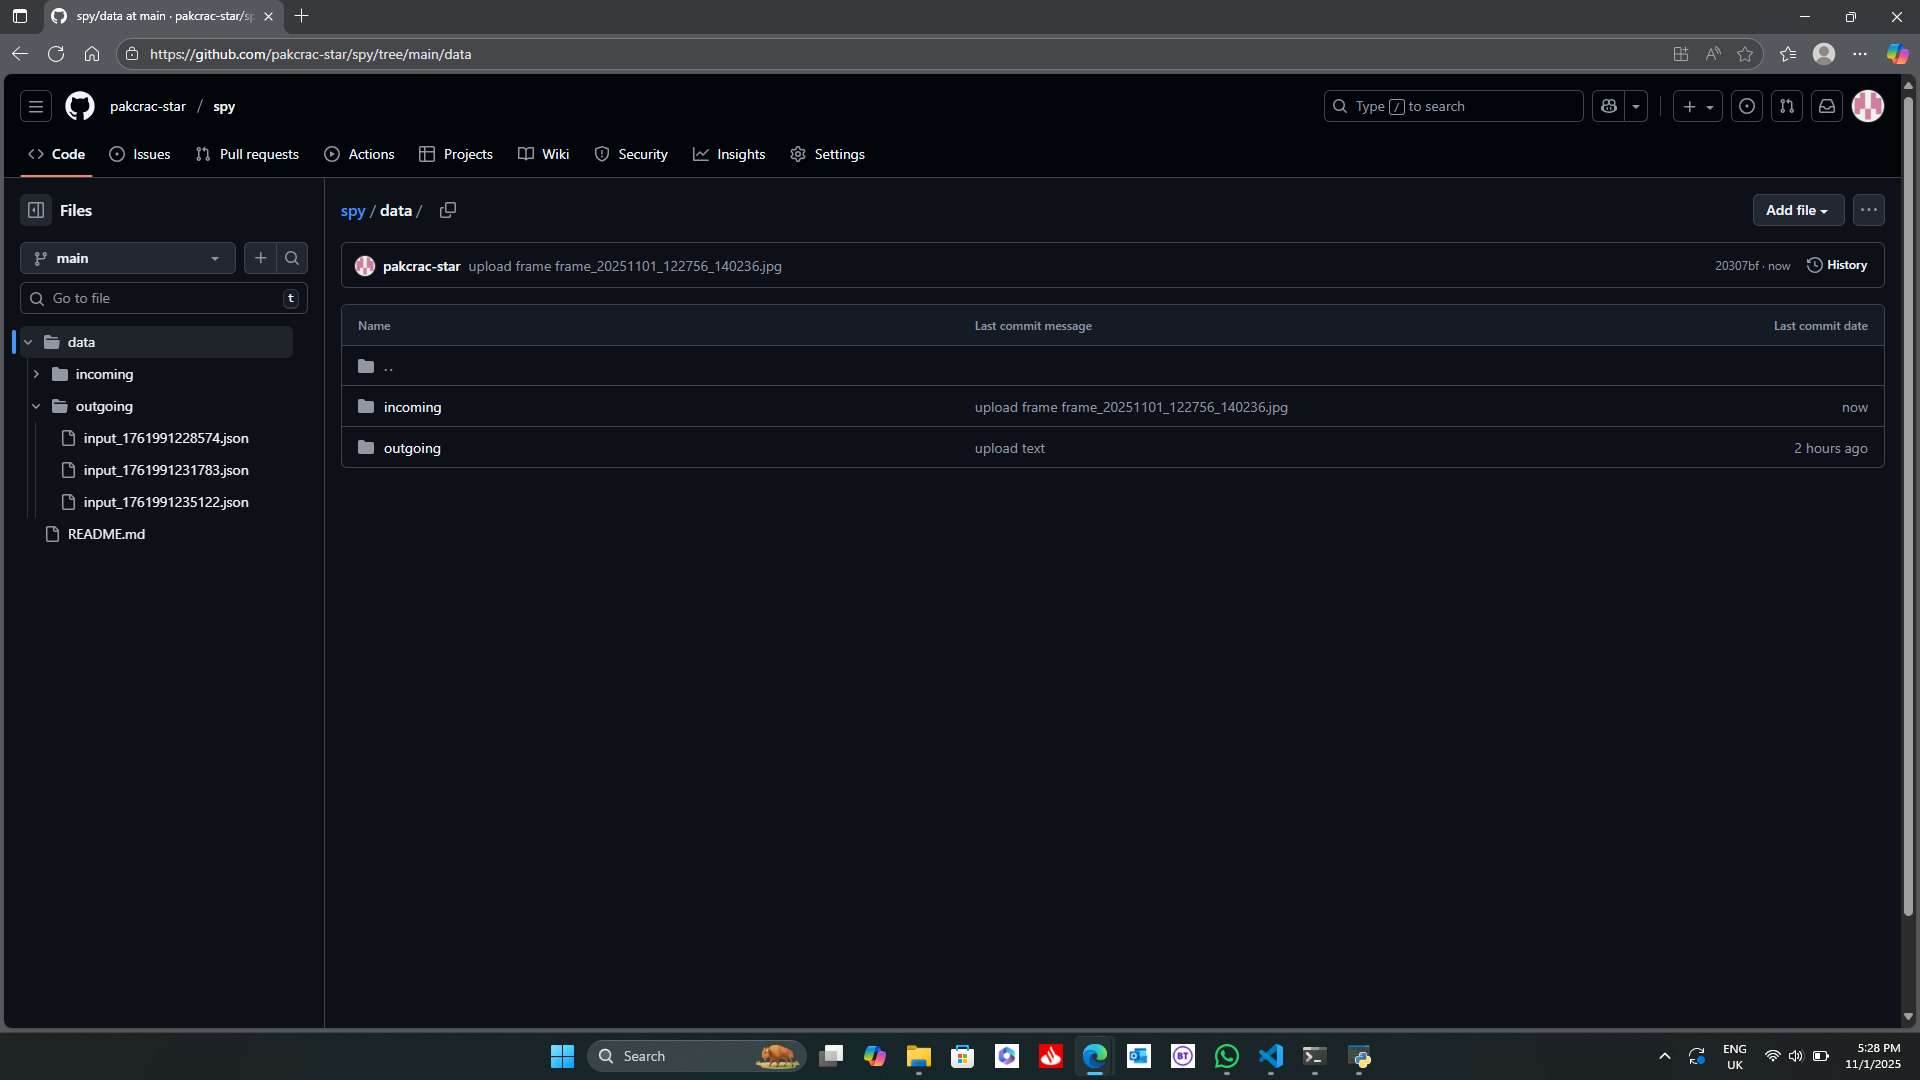 spy/data at main · pakcrac-star/sp
https://github.com/pakcrac-star/spy/tree/main/data
pakcrac-star / spy
Type / to search
Code
Issues
Pull requests
Actions
Projects
Wiki
Security
Insights
Settings
Files
spy / data /
Add file
main
pakcrac-star upload frame frame_20251101_122756_140236.jpg
20307bf · now
History
Go to file
t
Name
Last commit message
Last commit date
data
..
incoming
incoming
upload frame frame_20251101_122756_140236.jpg
now
outgoing
outgoing
upload text
2 hours ago
input_1761991228574.json
input_1761991231783.json
input_1761991235122.json
README.md
Search
BT
ENG
UK
5:28 PM
11/1/2025